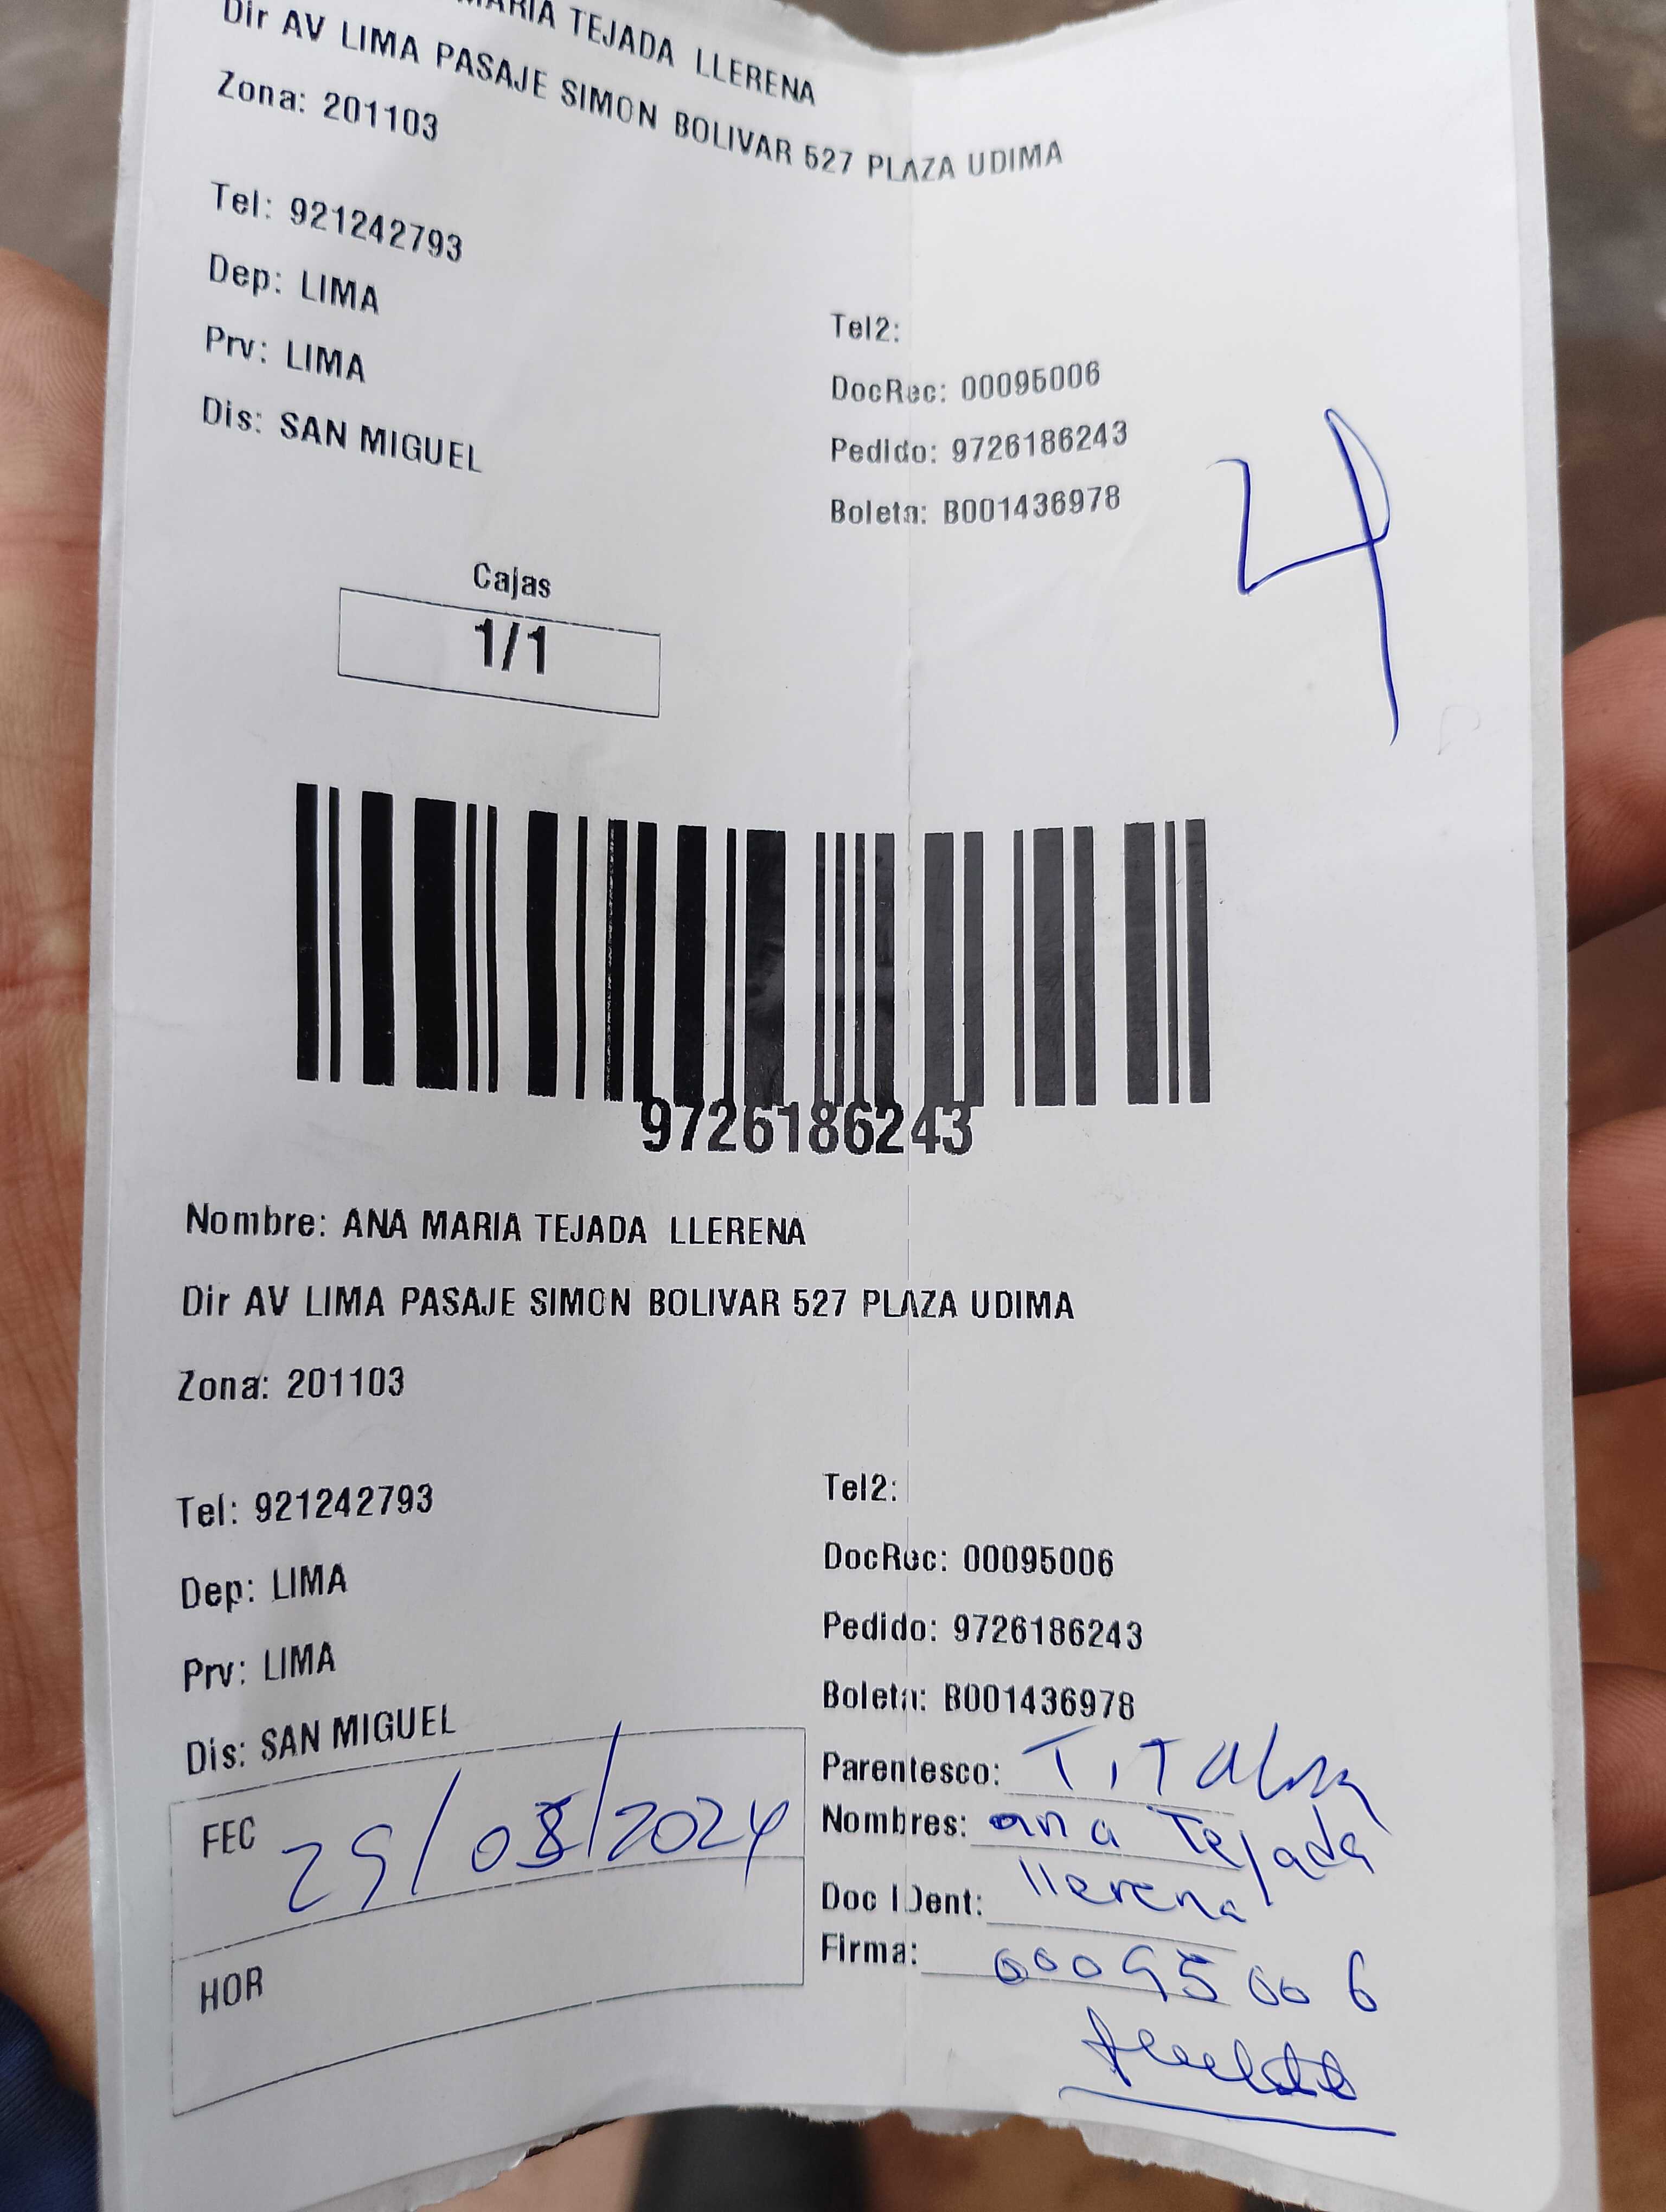 MARIA TEJADA LLERENA
Dir AV LIMA PASAJE SIMON BOLIVAR 527 PLAZA UDIMA
Zona: 201103
Tel: 921242793
Dep: LIMA
Prv: LIMA
Dis: SAN MIGUEL
Tel2:
DocRec: 00095006
Pedido: 9726186243
Boleta: B001436978
4
Cajas
1/1
9726186243
Nombre: ANA MARIA TEJADA LLERENA
Dir AV LIMA PASAJE SIMON BOLIVAR 527 PLAZA UDIMA
Zona: 201103
Tel: 921242793
Dep: LIMA
Prv: LIMA
Dis: SAN MIGUEL
Tel2:
DocRec: 00095006
Pedido: 9726186243
Boleta: B001436978
FEC 29/08/2024
HOR
Parentesco: Titular
Nombres: ana Tejada
llerena
Doc IDent:
Firma: 00095006